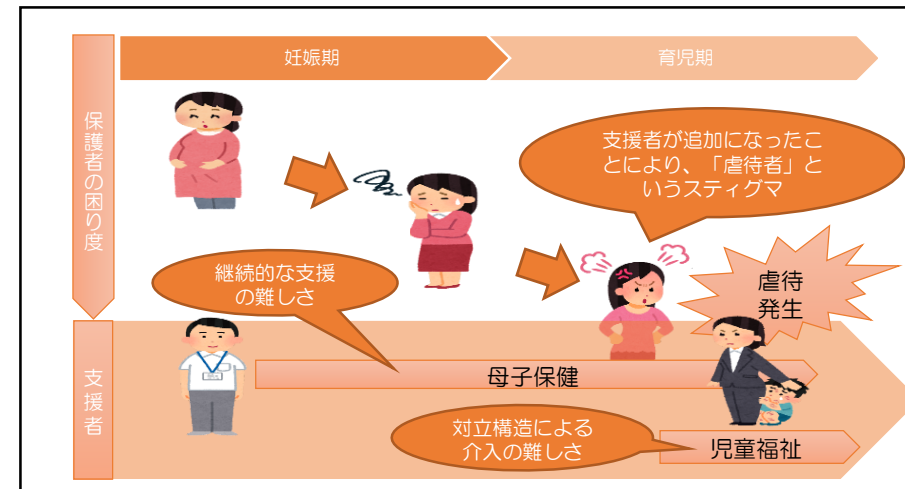 妊娠期
育児期
保護者の困り度
支援者が追加になったこ
とにより、「虐待者」と
いうスティグマ
継続的な支援
の難しさ
虐待
発生
支援者
母子保健
対立構造による
介入の難しさ
児童福祉